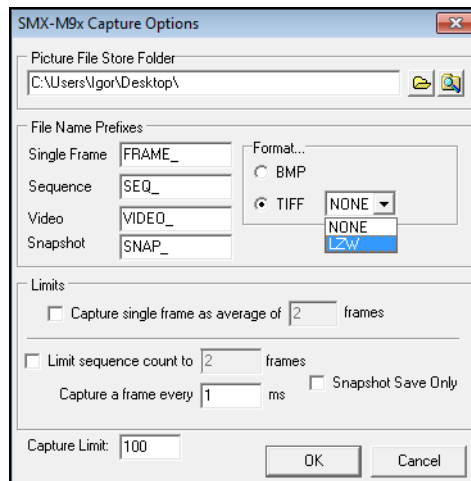 SMX-M9x Capture Options
Picture File Store Folder
C:\Users\Igor\Desktop\
File Name Prefixes
Single Frame FRAME_
Sequence SEQ_
Video VIDEO_
Snapshot SNAP_
Format...
BMP
TIFF NONE
NONE
LZW
Limits
Capture single frame as average of 2 frames
Limit sequence count to 2 frames
Capture a frame every 1 ms
Snapshot Save Only
Capture Limit: 100
OK Cancel